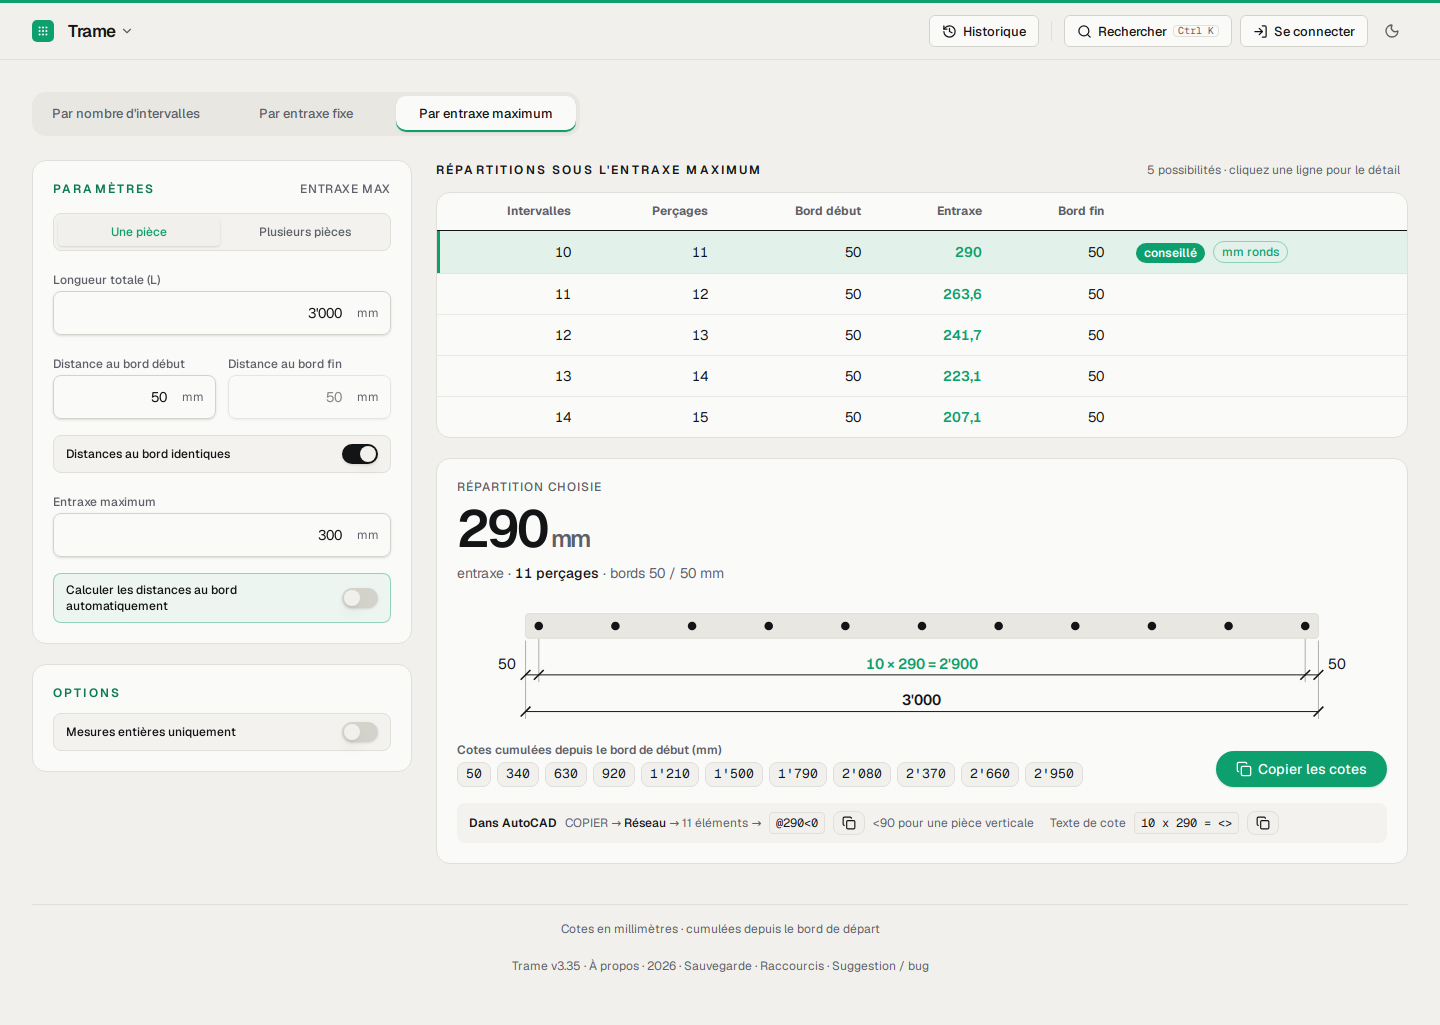 Trame
Historique
Rechercher Ctrl K
Se connecter
Par nombre d'intervalles
Par entraxe fixe
Par entraxe maximum
PARAMÈTRES
ENTRAXE MAX
Une pièce
Plusieurs pièces
Longueur totale (L)
3'000 mm
Distance au bord début
Distance au bord fin
50 mm
50 mm
Distances au bord identiques
Entraxe maximum
300 mm
Calculer les distances au bord
automatiquement
OPTIONS
Mesures entières uniquement
RÉPARTITIONS SOUS L'ENTRAXE MAXIMUM
5 possibilités · cliquez une ligne pour le détail
Intervalles Perçages Bord début Entraxe Bord fin
10 11 50 290 50 conseillé mm ronds
11 12 50 263,6 50
12 13 50 241,7 50
13 14 50 223,1 50
14 15 50 207,1 50
RÉPARTITION CHOISIE
290 mm
entraxe · 11 perçages · bords 50 / 50 mm
50 10 × 290 = 2'900 50
3'000
Cotes cumulées depuis le bord de début (mm)
50 340 630 920 1'210 1'500 1'790 2'080 2'370 2'660 2'950
Copier les cotes
Dans AutoCAD COPIER → Réseau → 11 éléments → @290<0 <90 pour une pièce verticale Texte de cote 10 x 290 = <>
Cotes en millimètres · cumulées depuis le bord de départ
Trame v3.35 · À propos · 2026 · Sauvegarde · Raccourcis · Suggestion / bug